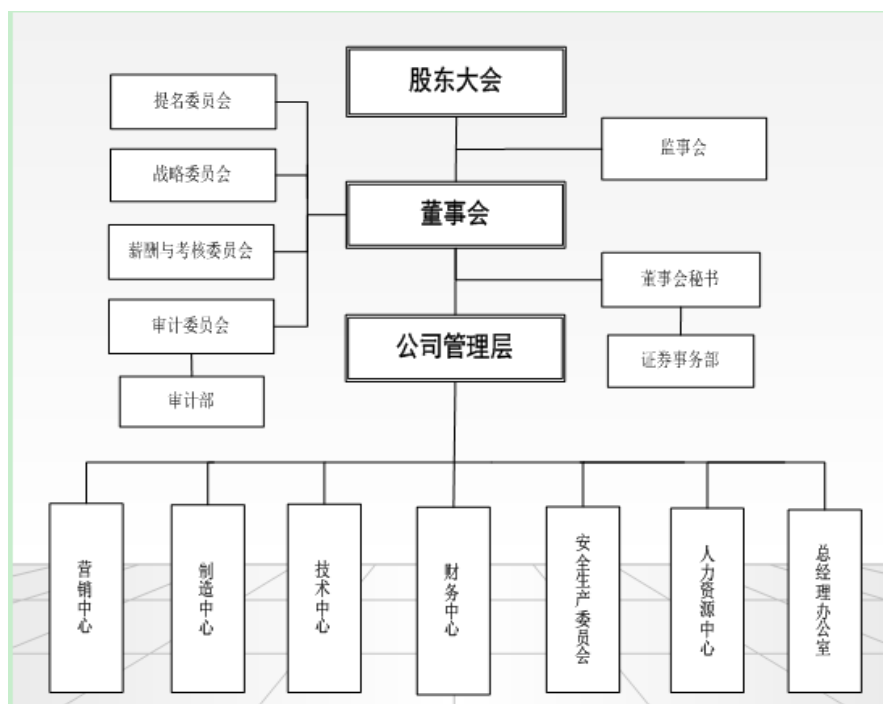 股东大会
提名委员会
监事会
战略委员会
董事会
薪酬与考核委员会
董事会秘书
审计委员会
公司管理层
证券事务部
审计部
营销中心
制造中心
技术中心
财务中心
安全生产委员会
人力资源中心
总经理办公室